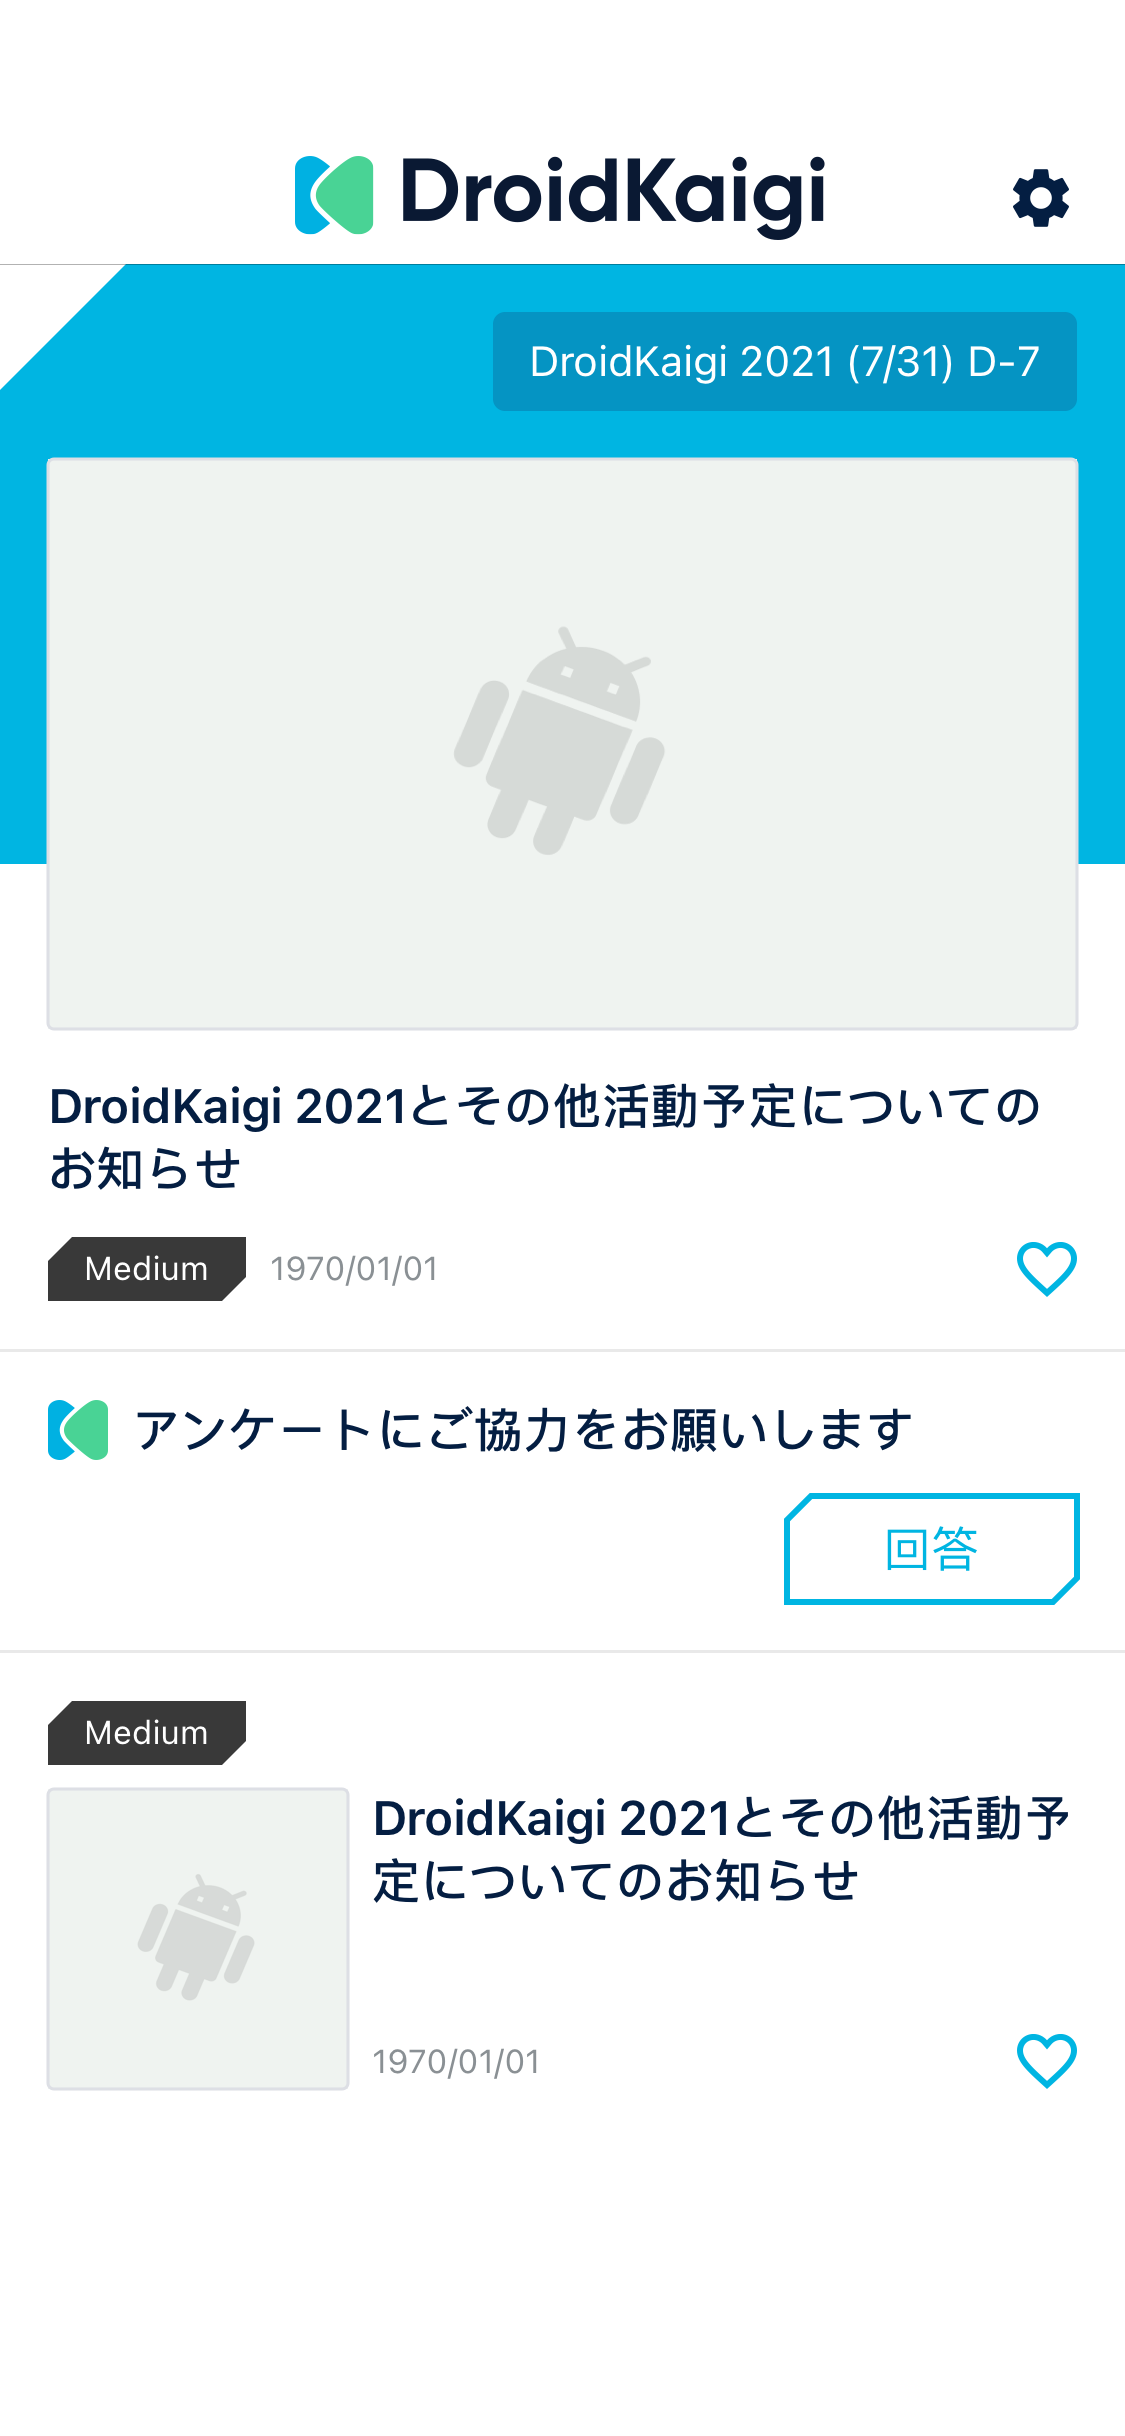 DroidKaigi
DroidKaigi 2021 (7/31) D-7
DroidKaigi 2021とその他活動予定についての
お知らせ
Medium 1970/01/01
アンケートにご協力をお願いします
回答
Medium
DroidKaigi 2021とその他活動予
定についてのお知らせ
1970/01/01